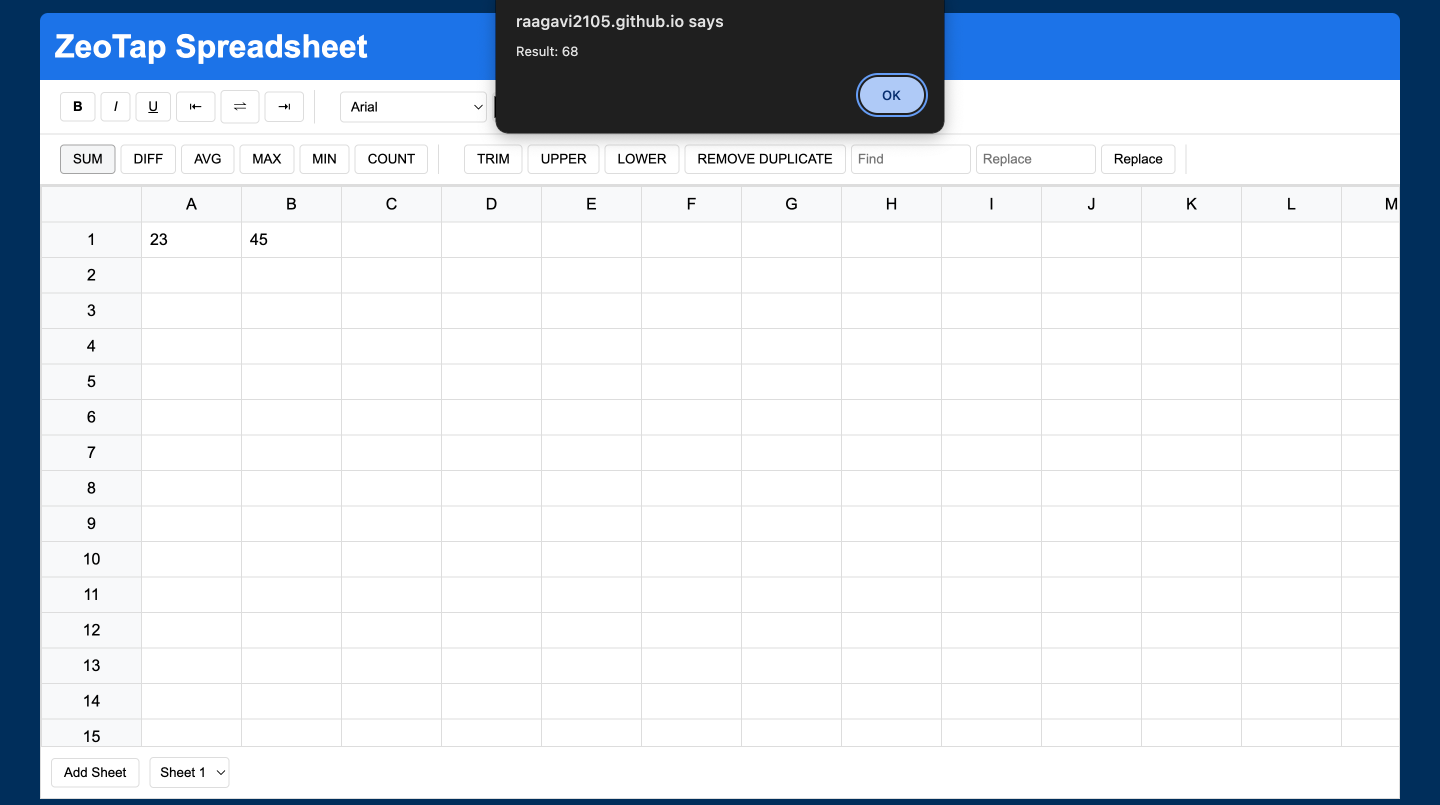 raagavi2105.github.io says
Result: 68
OK
ZeoTap Spreadsheet
B I U ⇤ ⇌ ⇥ Arial
SUM DIFF AVG MAX MIN COUNT TRIM UPPER LOWER REMOVE DUPLICATE Find Replace Replace
A B C D E F G H I J K L M
1 23 45
2
3
4
5
6
7
8
9
10
11
12
13
14
15
Add Sheet Sheet 1